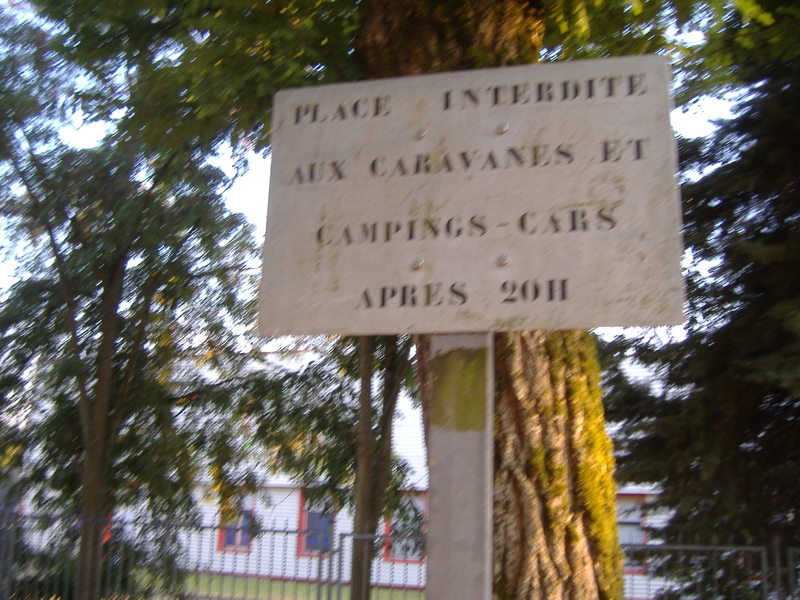 PLACE INTERDITE
AUX CARAVANES ET
CAMPINGS-CARS
APRES 20H